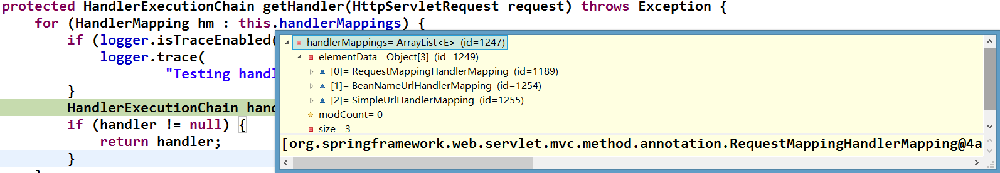 protected HandlerExecutionChain getHandler(HttpServletRequest request) throws Exception {
for (HandlerMapping hm : this.handlerMappings) {
if (logger.isTraceEnabled(
handlerMappings= ArrayList<E> (id=1247)
logger.trace(
elementData= Object[3] (id=1249)
"Testing handl
[0]= RequestMappingHandlerMapping (id=1189)
}
[1]= BeanNameUrlHandlerMapping (id=1254)
[2]= SimpleUrlHandlerMapping (id=1255)
HandlerExecutionChain hand
modCount= 0
if (handler != null) {
size= 3
return handler;
[org.springframework.web.servlet.mvc.method.annotation.RequestMappingHandlerMapping@4a
}